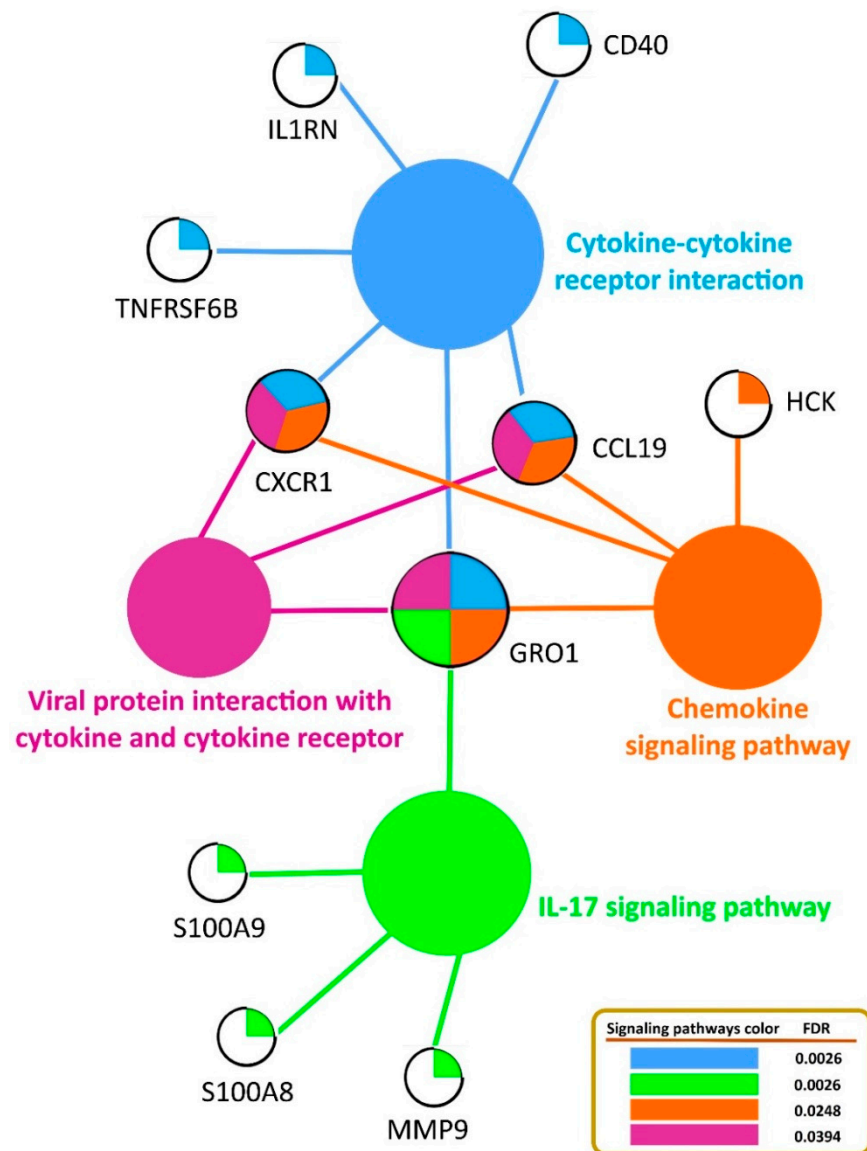 CD40
IL1RN
Cytokine-cytokine
receptor interaction
TNFRSF6B
HCK
CCL19
CXCR1
GRO1
Viral protein interaction with
cytokine and cytokine receptor
Chemokine
signaling pathway
S100A9
IL-17 signaling pathway
S100A8
MMP9
Signaling pathways color FDR
0.0026
0.0026
0.0248
0.0394